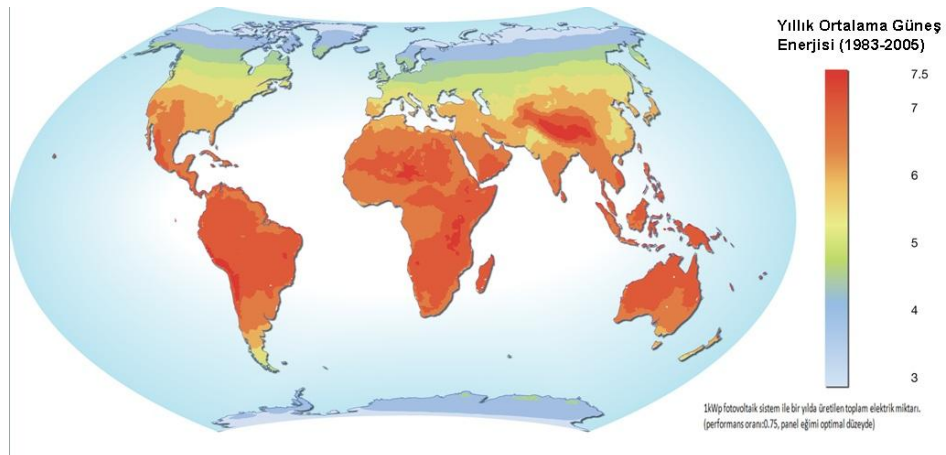 Yıllık Ortalama Güneş
Enerjisi (1983-2005)
7.5
7
6
5
4
3
1kWp fotovoltaik sistem ile bir yılda üretilen toplam elektrik miktarı.
(performans oranı:0.75, panel eğimi optimal düzeyde)